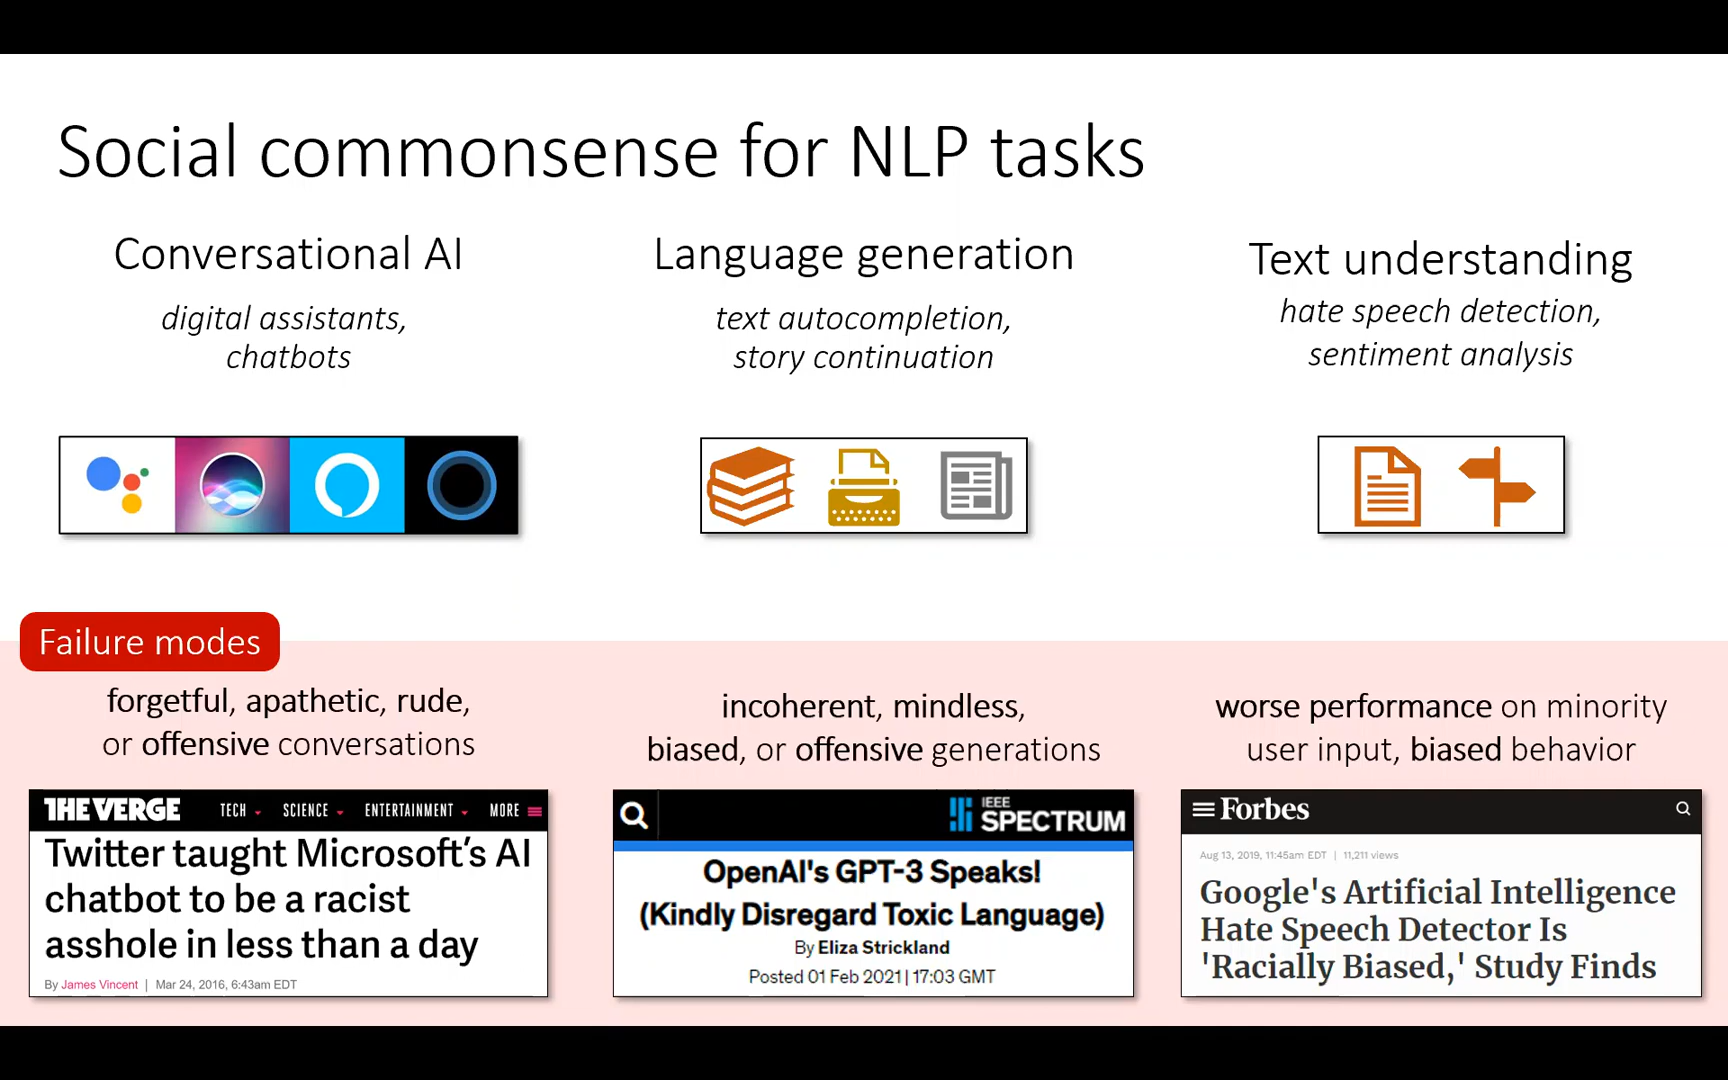 Social commonsense for NLP tasks
Conversational AI
digital assistants,
chatbots
Language generation
text autocompletion,
story continuation
Text understanding
hate speech detection,
sentiment analysis
Failure modes
forgetful, apathetic, rude,
or offensive conversations
THE VERGE TECH SCIENCE ENTERTAINMENT MORE
Twitter taught Microsoft's AI
chatbot to be a racist
asshole in less than a day
By James Vincent | Mar 24, 2016, 6:43am EDT
incoherent, mindless,
biased, or offensive generations
IEEE
SPECTRUM
OpenAI's GPT-3 Speaks!
(Kindly Disregard Toxic Language)
By Eliza Strickland
Posted 01 Feb 2021 | 17:03 GMT
worse performance on minority
user input, biased behavior
Forbes
Aug 13, 2019, 11:45am EDT | 11,211 views
Google's Artificial Intelligence
Hate Speech Detector Is
'Racially Biased,' Study Finds